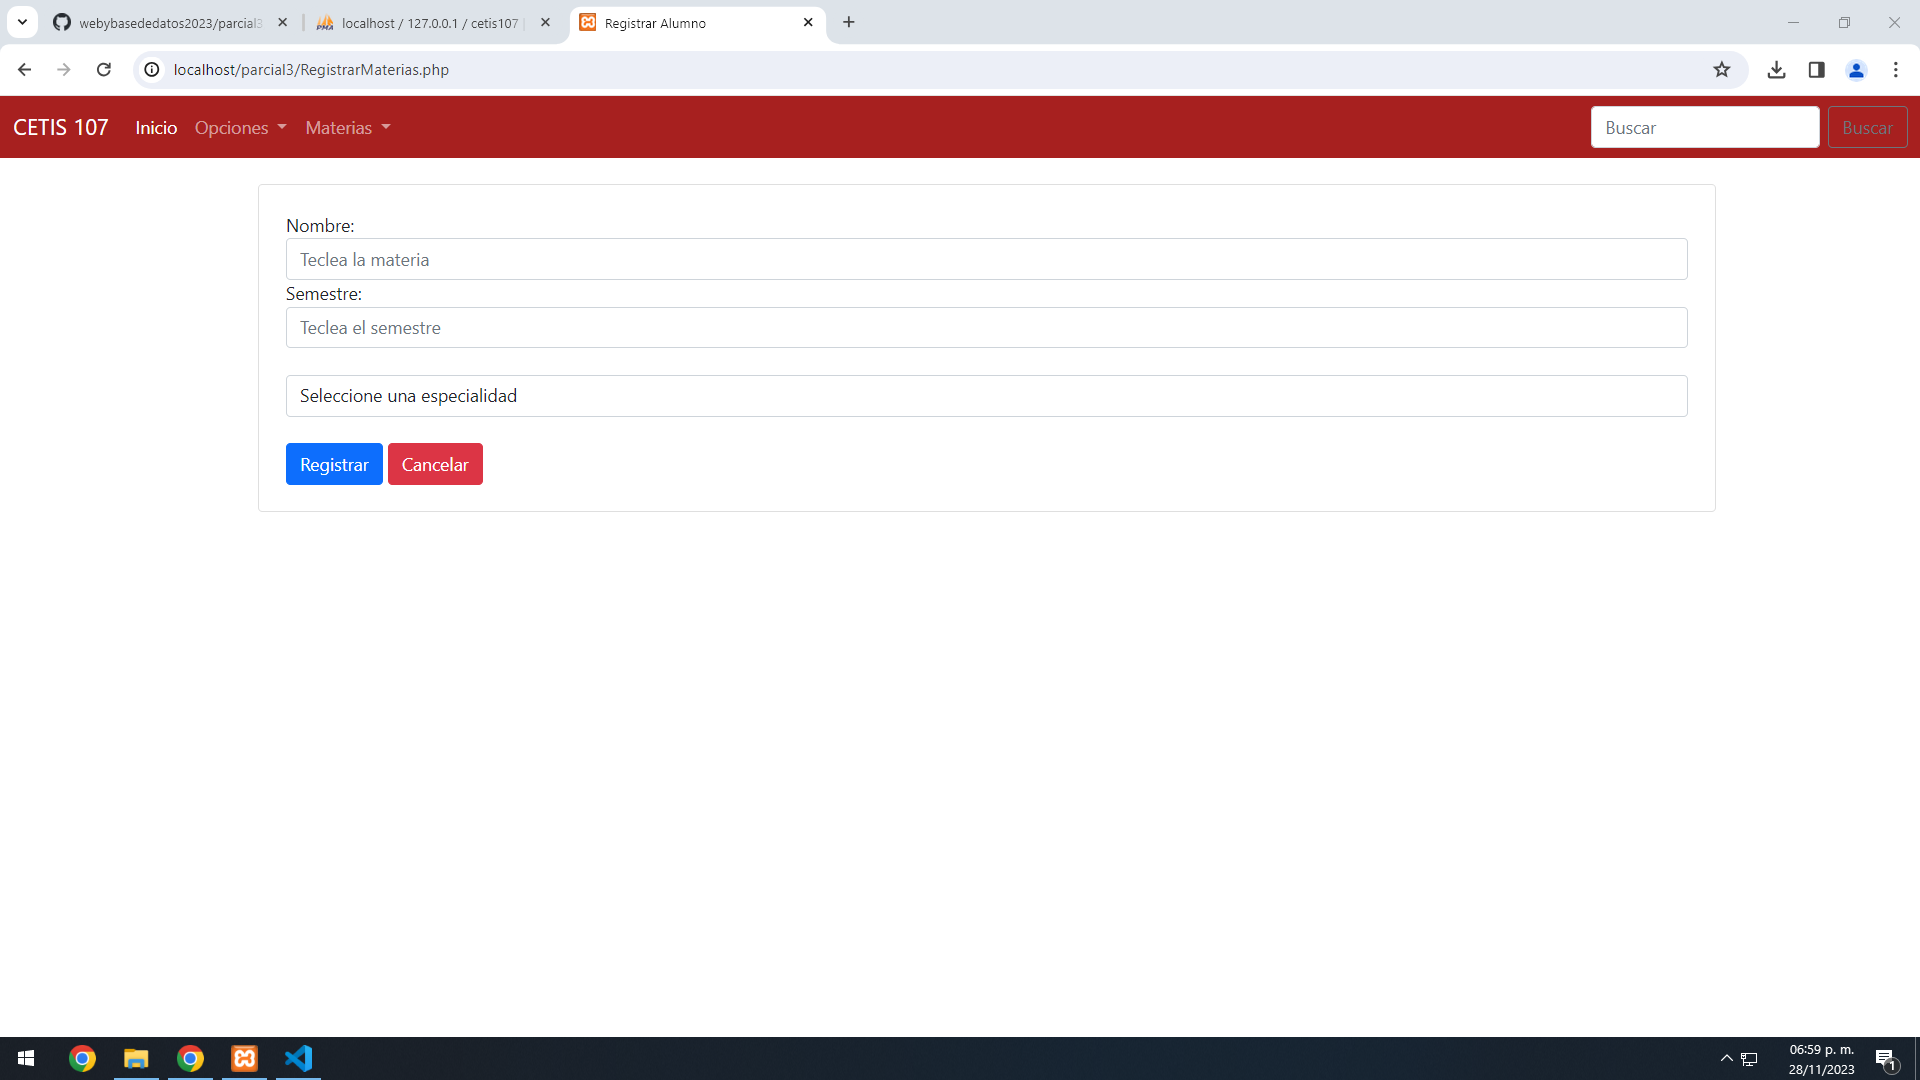 webybasededatos2023/parcial3
localhost / 127.0.0.1 / cetis107 |
Registrar Alumno
localhost/parcial3/RegistrarMaterias.php
CETIS 107 Inicio Opciones Materias Buscar Buscar
Nombre:
Teclea la materia
Semestre:
Teclea el semestre
Seleccione una especialidad
Registrar Cancelar
06:59 p. m.
28/11/2023
1